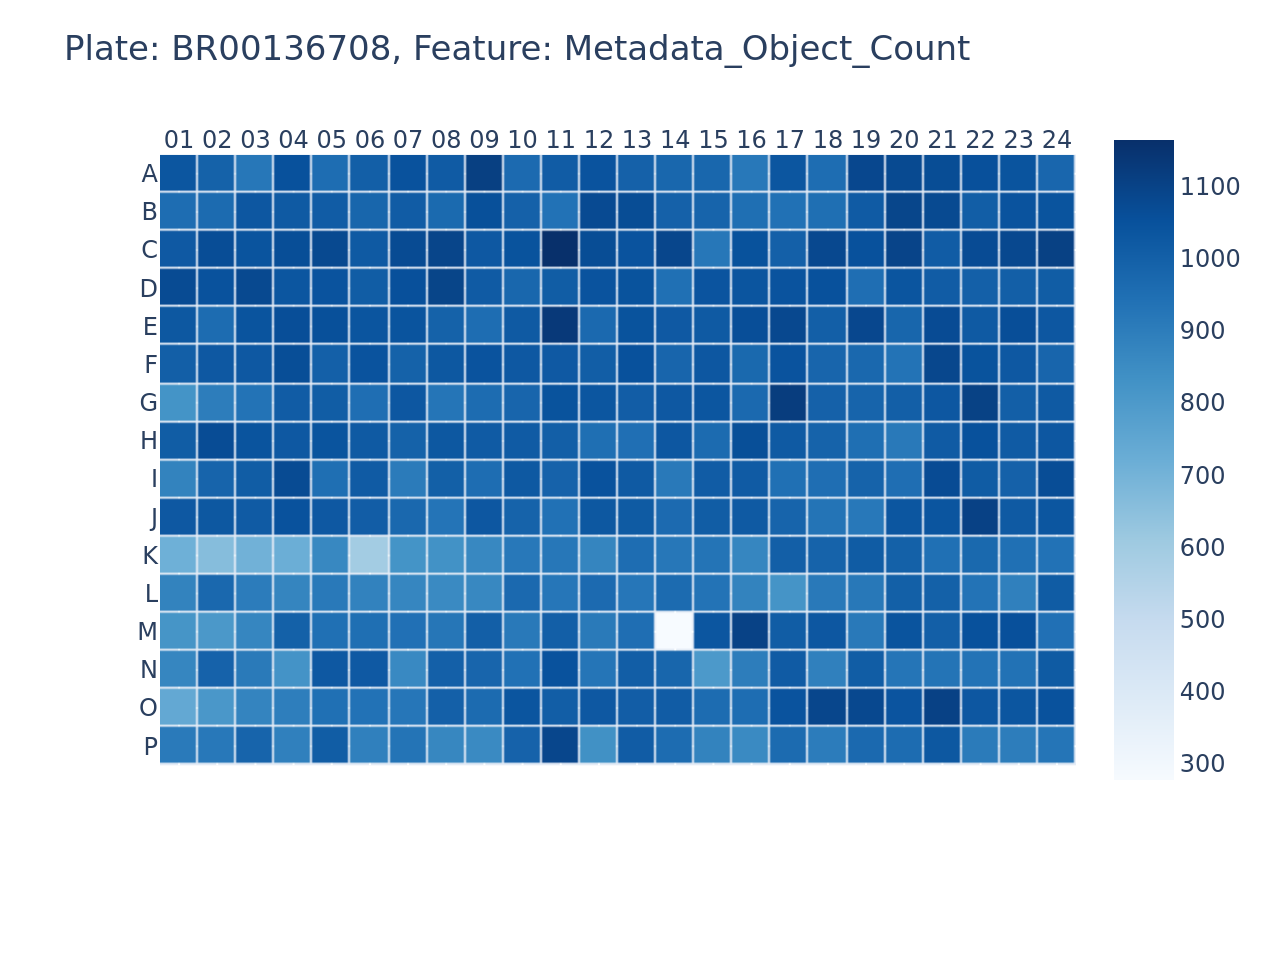 Plate: BR00136708, Feature: Metadata_Object_Count
01 02 03 04 05 06 07 08 09 10 11 12 13 14 15 16 17 18 19 20 21 22 23 24
A
B
C
D
E
F
G
H
I
J
K
L
M
N
O
P
1100
1000
900
800
700
600
500
400
300